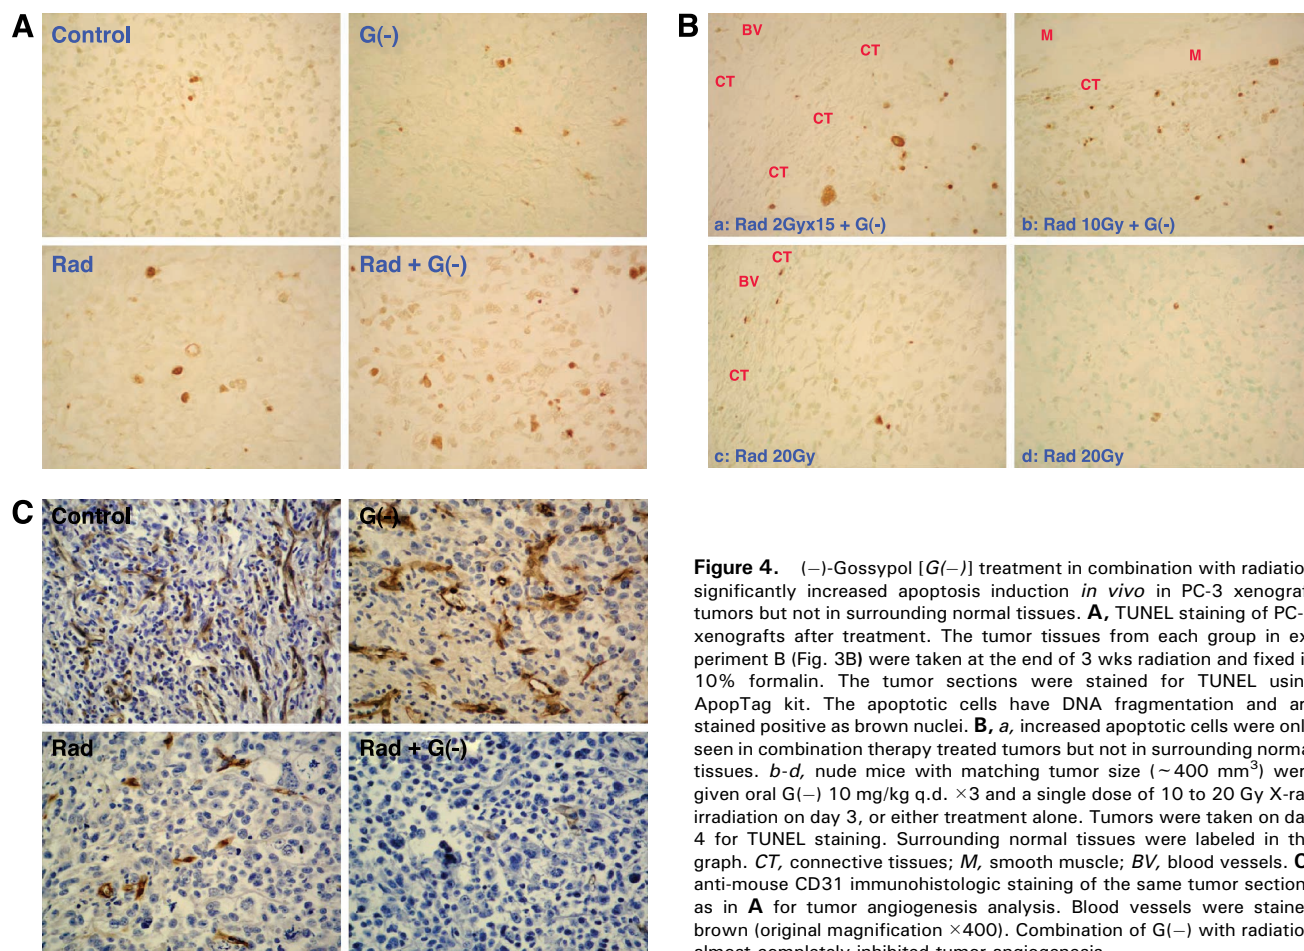 A
Control
G(-)
Rad
Rad + G(-)
B
BV
CT
CT
CT
CT
a: Rad 2Gyx15 + G(-)
M
M
CT
b: Rad 10Gy + G(-)
CT
BV
CT
c: Rad 20Gy
d: Rad 20Gy
C
Control
G(-)
Rad
Rad + G(-)
Figure 4. (−)-Gossypol [G(−)] treatment in combination with radiatio
significantly increased apoptosis induction in vivo in PC-3 xenograf
tumors but not in surrounding normal tissues. A, TUNEL staining of PC-
xenografts after treatment. The tumor tissues from each group in ex
periment B (Fig. 3B) were taken at the end of 3 wks radiation and fixed i
10% formalin. The tumor sections were stained for TUNEL usin
ApopTag kit. The apoptotic cells have DNA fragmentation and ar
stained positive as brown nuclei. B, a, increased apoptotic cells were onl
seen in combination therapy treated tumors but not in surrounding norma
tissues. b-d, nude mice with matching tumor size (~400 mm³) wer
given oral G(−) 10 mg/kg q.d. ×3 and a single dose of 10 to 20 Gy X-ra
irradiation on day 3, or either treatment alone. Tumors were taken on da
4 for TUNEL staining. Surrounding normal tissues were labeled in th
graph. CT, connective tissues; M, smooth muscle; BV, blood vessels. C
anti-mouse CD31 immunohistologic staining of the same tumor section
as in A for tumor angiogenesis analysis. Blood vessels were staine
brown (original magnification ×400). Combination of G(−) with radiatio
almost completely inhibited tumor angiogenesis